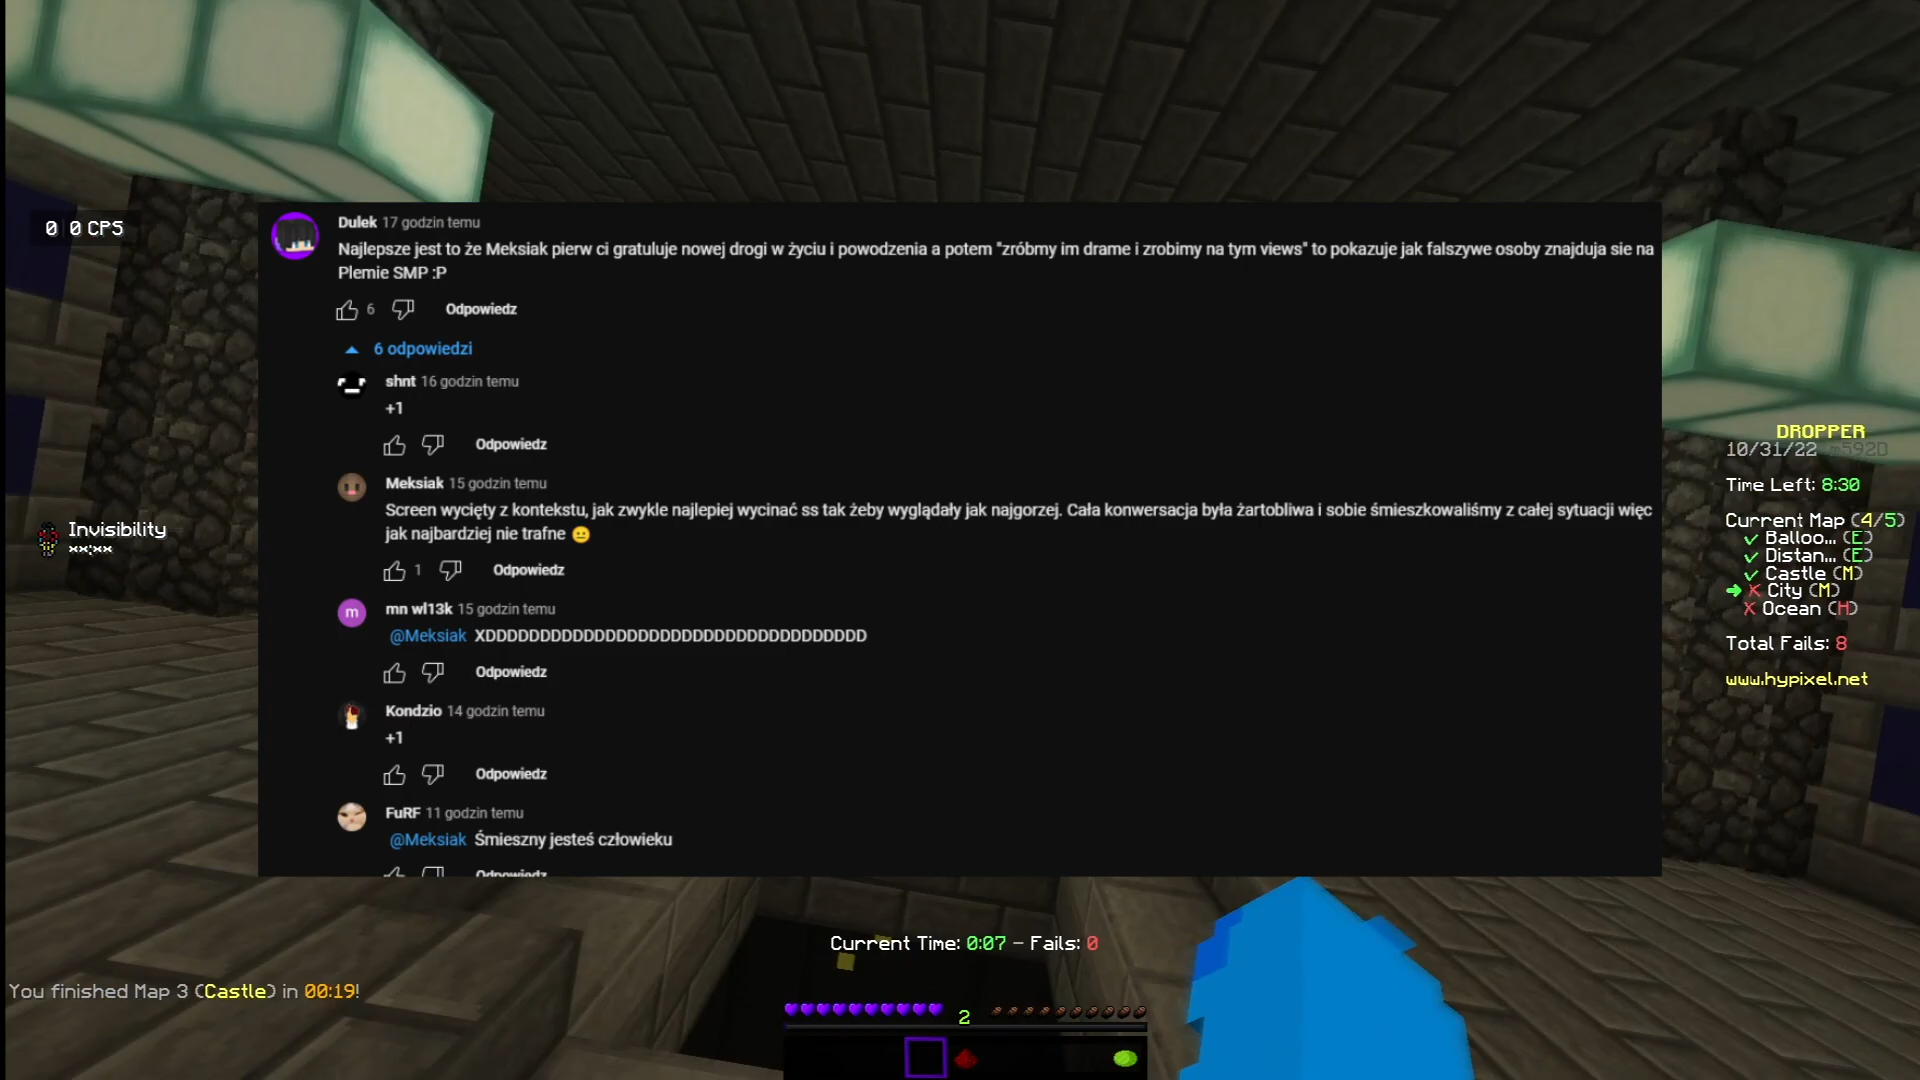 0 0 CPS
Invisibility
**:**
Dulek 17 godzin temu
Najlepsze jest to że Meksiak pierw ci gratuluje nowej drogi w życiu i powodzenia a potem "zróbmy im drame i zrobimy na tym views" to pokazuje jak falszywe osoby znajduja sie na
Plemie SMP :P
6 Odpowiedz
6 odpowiedzi
shnt 16 godzin temu
+1
Odpowiedz
Meksiak 15 godzin temu
Screen wycięty z kontekstu, jak zwykle najlepiej wycinać ss tak żeby wyglądały jak najgorzej. Cała konwersacja była żartobliwa i sobie śmieszkowaliśmy z całej sytuacji więc
jak najbardziej nie trafne 😐
1 Odpowiedz
mn wl13k 15 godzin temu
@Meksiak XDDDDDDDDDDDDDDDDDDDDDDDDDDDDDDDDDDD
Odpowiedz
Kondzio 14 godzin temu
+1
Odpowiedz
FuRF 11 godzin temu
@Meksiak Śmieszny jesteś człowieku
Odpowiedz
DROPPER
10/31/22 m592D
Time Left: 8:30
Current Map (4/5)
✓ Balloo... (E)
✓ Distan... (E)
✓ Castle (M)
➜ X City (M)
X Ocean (H)
Total Fails: 8
www.hypixel.net
Current Time: 0:07 - Fails: 0
You finished Map 3 (Castle) in 00:19!
2